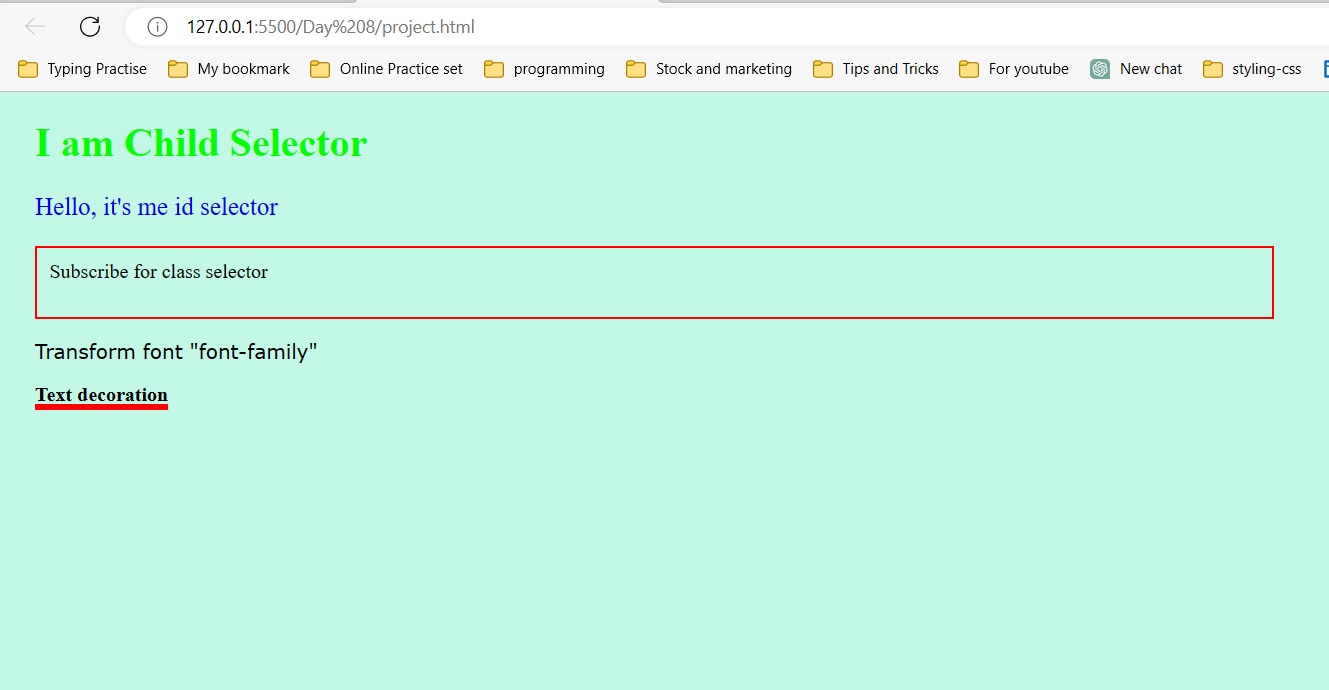 127.0.0.1:5500/Day%208/project.html
Typing Practise My bookmark Online Practice set programming Stock and marketing Tips and Tricks For youtube New chat styling-css
I am Child Selector
Hello, it's me id selector
Subscribe for class selector
Transform font "font-family"
Text decoration